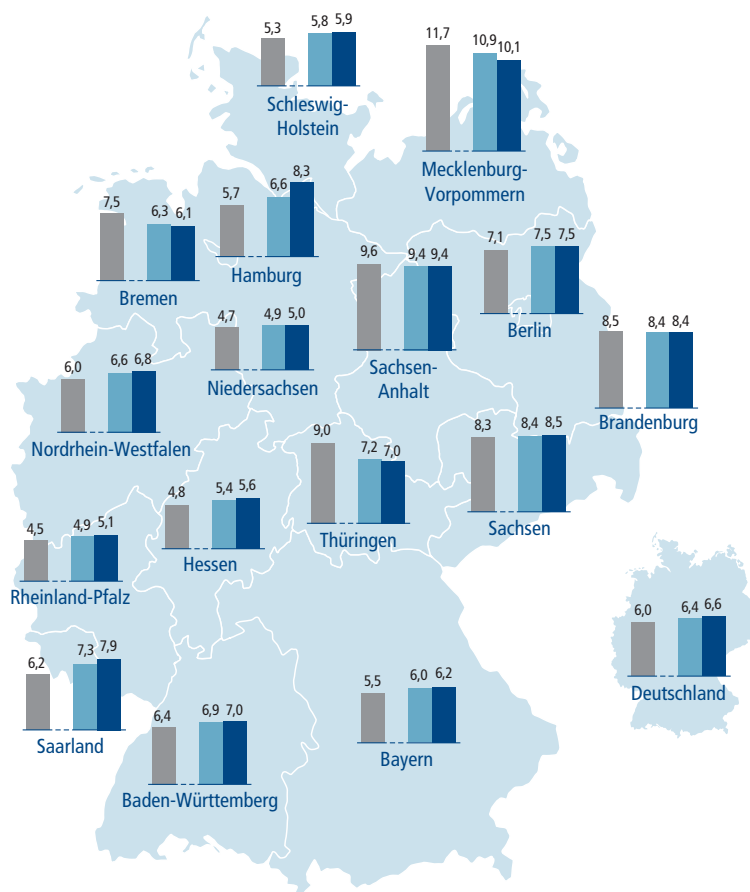 5,3 5,8 5,9
Schleswig-
Holstein
11,7 10,9 10,1
Mecklenburg-
Vorpommern
7,5 6,3 6,1
Bremen
5,7 6,6 8,3
Hamburg
9,6 9,4 9,4
Sachsen-
Anhalt
7,1 7,5 7,5
Berlin
4,7 4,9 5,0
Niedersachsen
8,5 8,4 8,4
Brandenburg
6,0 6,6 6,8
Nordrhein-Westfalen
4,8 5,4 5,6
Hessen
9,0 7,2 7,0
Thüringen
8,3 8,4 8,5
Sachsen
4,5 4,9 5,1
Rheinland-Pfalz
6,0 6,4 6,6
Deutschland
6,2 7,3 7,9
Saarland
6,4 6,9 7,0
Baden-Württemberg
5,5 6,0 6,2
Bayern